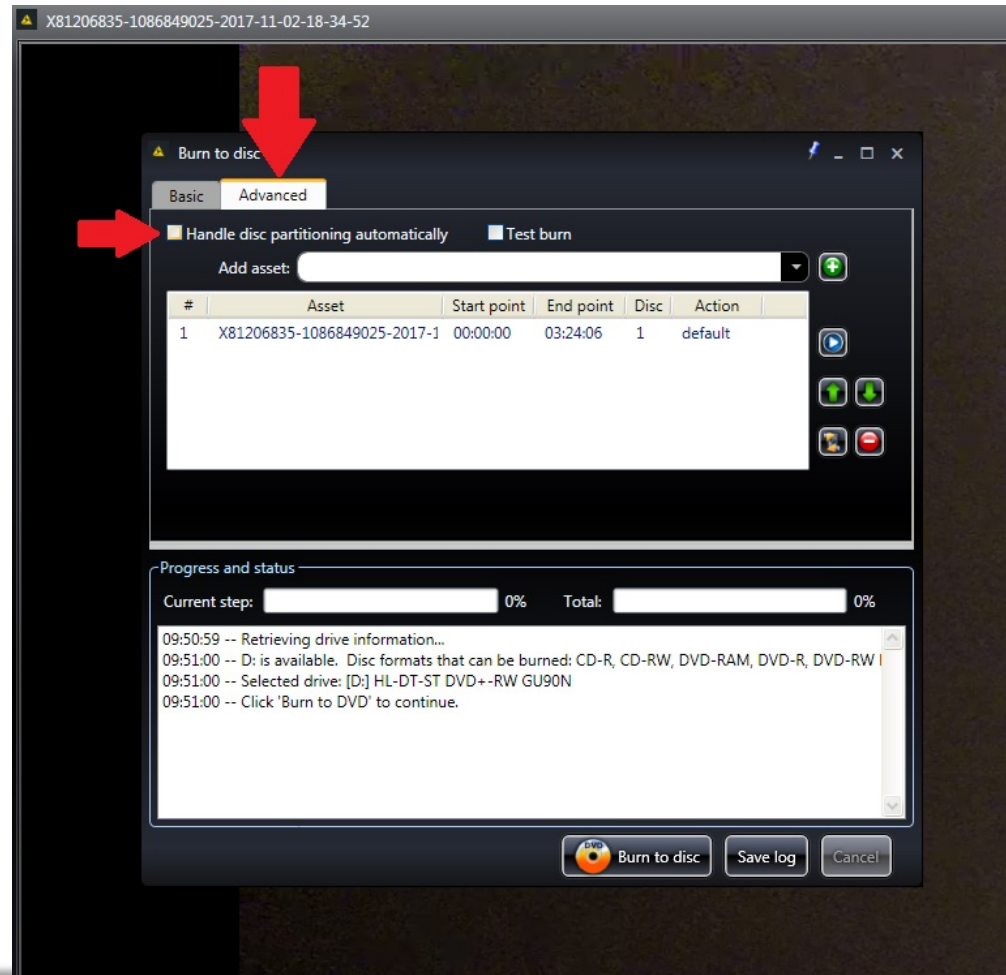 X81206835-1086849025-2017-11-02-18-34-52
Burn to disc
Basic Advanced
Handle disc partitioning automatically Test burn
Add asset:
# Asset Start point End point Disc Action
1 X81206835-1086849025-2017-1 00:00:00 03:24:06 1 default
Progress and status
Current step: 0% Total: 0%
09:50:59 -- Retrieving drive information...
09:51:00 -- D: is available. Disc formats that can be burned: CD-R, CD-RW, DVD-RAM, DVD-R, DVD-RW
09:51:00 -- Selected drive: [D:] HL-DT-ST DVD+-RW GU90N
09:51:00 -- Click 'Burn to DVD' to continue.
DVD Burn to disc Save log Cancel